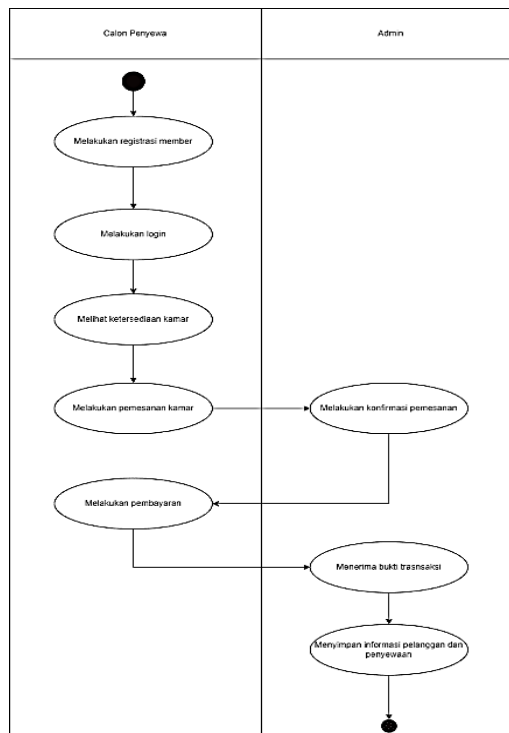 Calon Penyewa
Admin
Melakukan registrasi member
Melakukan login
Melihat ketersediaan kamar
Melakukan pemesanan kamar
Melakukan konfirmasi pemesanan
Melakukan pembayaran
Menerima bukti trasnsaksi
Menyimpan informasi pelanggan dan
penyewaan